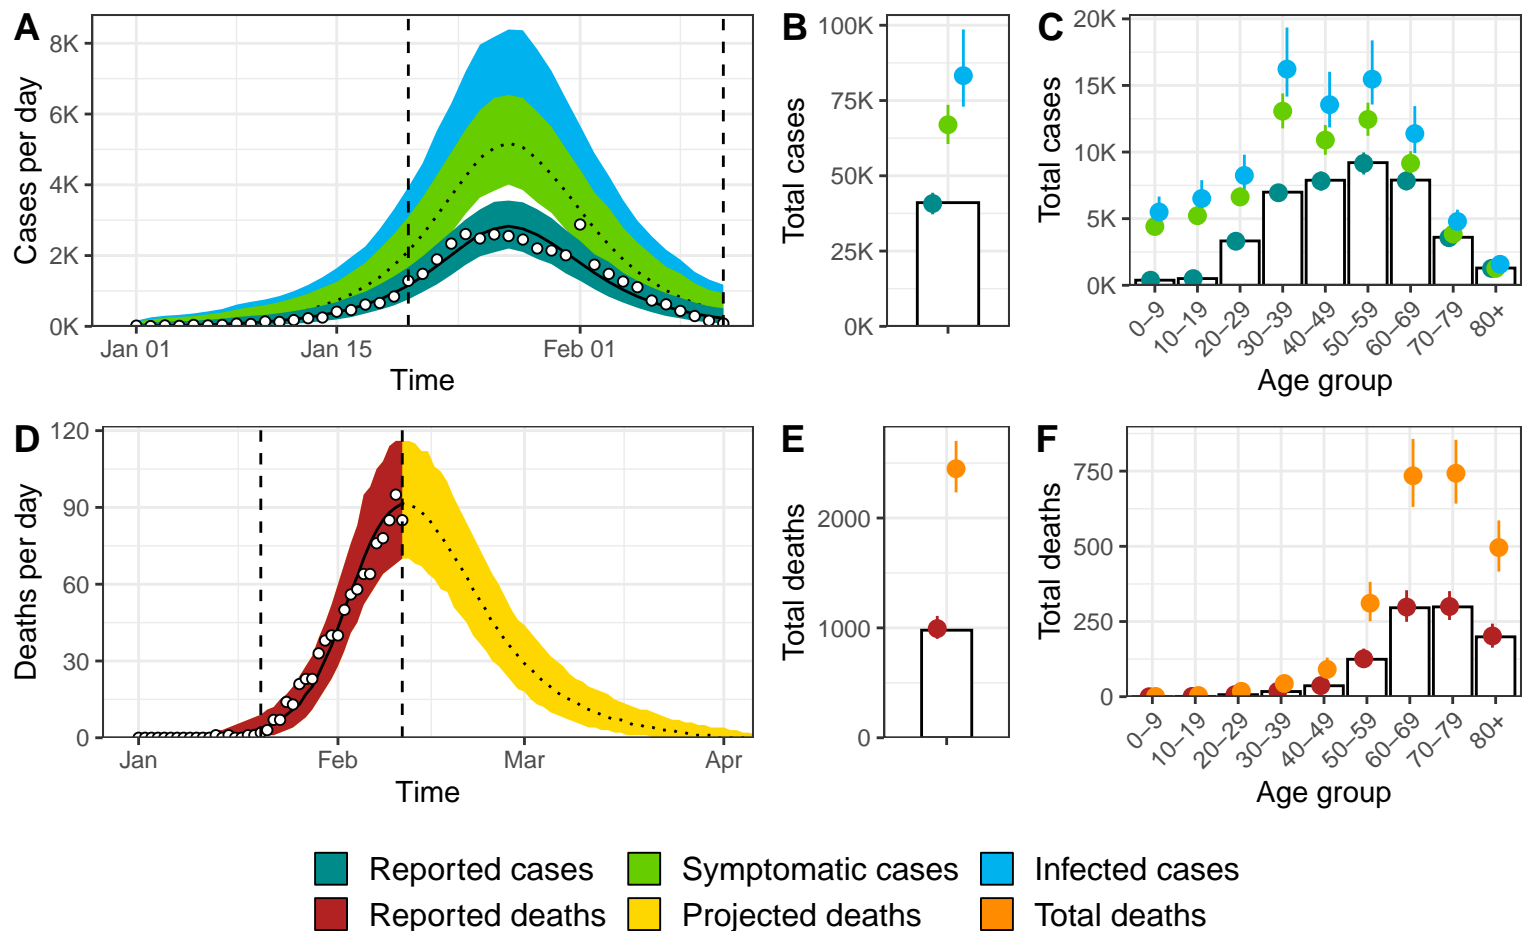 A
Cases per day
8K
6K
4K
2K
0K
Jan 01
Jan 15
Feb 01
Time
B
Total cases
100K
75K
50K
25K
0K
C
Total cases
20K
15K
10K
5K
0K
0–9
10–19
20–29
30–39
40–49
50–59
60–69
70–79
80+
Age group
D
Deaths per day
120
90
60
30
0
Jan
Feb
Mar
Apr
Time
E
Total deaths
2000
1000
0
F
Total deaths
750
500
250
0
0–9
10–19
20–29
30–39
40–49
50–59
60–69
70–79
80+
Age group
Reported cases
Symptomatic cases
Infected cases
Reported deaths
Projected deaths
Total deaths